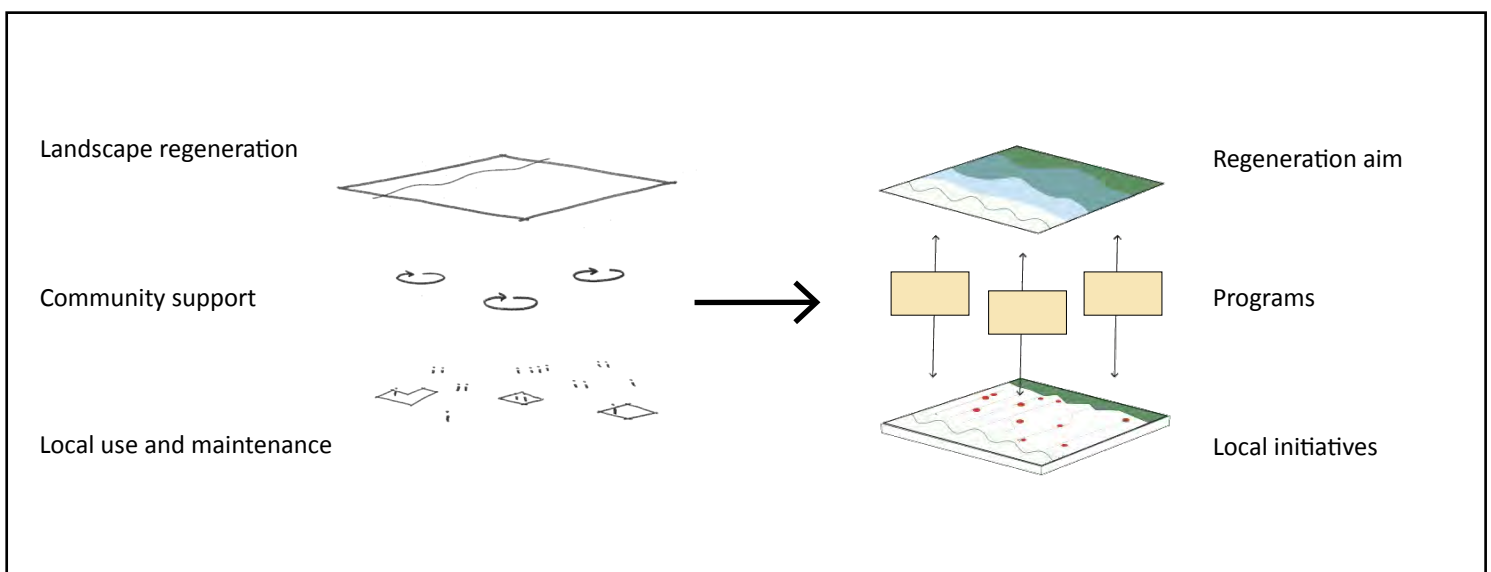 Landscape regeneration
Regeneration aim
Community support
Programs
Local use and maintenance
Local initiatives